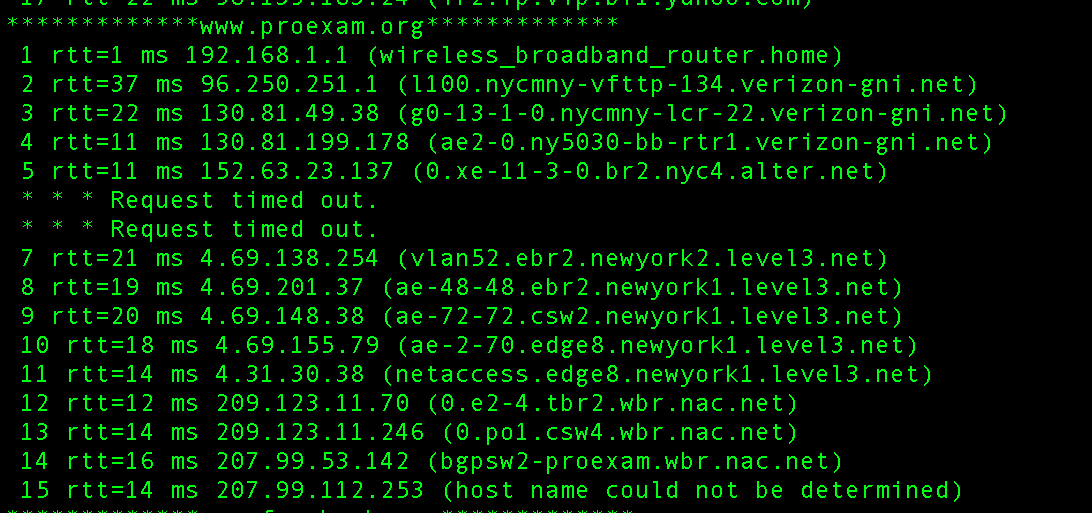 *************www.proexam.org*************
1 rtt=1 ms 192.168.1.1 (wireless_broadband_router.home)
2 rtt=37 ms 96.250.251.1 (l100.nycmny-vfttp-134.verizon-gni.net)
3 rtt=22 ms 130.81.49.38 (g0-13-1-0.nycmny-lcr-22.verizon-gni.net)
4 rtt=11 ms 130.81.199.178 (ae2-0.ny5030-bb-rtr1.verizon-gni.net)
5 rtt=11 ms 152.63.23.137 (0.xe-11-3-0.br2.nyc4.alter.net)
* * * Request timed out.
* * * Request timed out.
7 rtt=21 ms 4.69.138.254 (vlan52.ebr2.newyork2.level3.net)
8 rtt=19 ms 4.69.201.37 (ae-48-48.ebr2.newyork1.level3.net)
9 rtt=20 ms 4.69.148.38 (ae-72-72.csw2.newyork1.level3.net)
10 rtt=18 ms 4.69.155.79 (ae-2-70.edge8.newyork1.level3.net)
11 rtt=14 ms 4.31.30.38 (netaccess.edge8.newyork1.level3.net)
12 rtt=12 ms 209.123.11.70 (0.e2-4.tbr2.wbr.nac.net)
13 rtt=14 ms 209.123.11.246 (0.po1.csw4.wbr.nac.net)
14 rtt=16 ms 207.99.53.142 (bgpsw2-proexam.wbr.nac.net)
15 rtt=14 ms 207.99.112.253 (host name could not be determined)